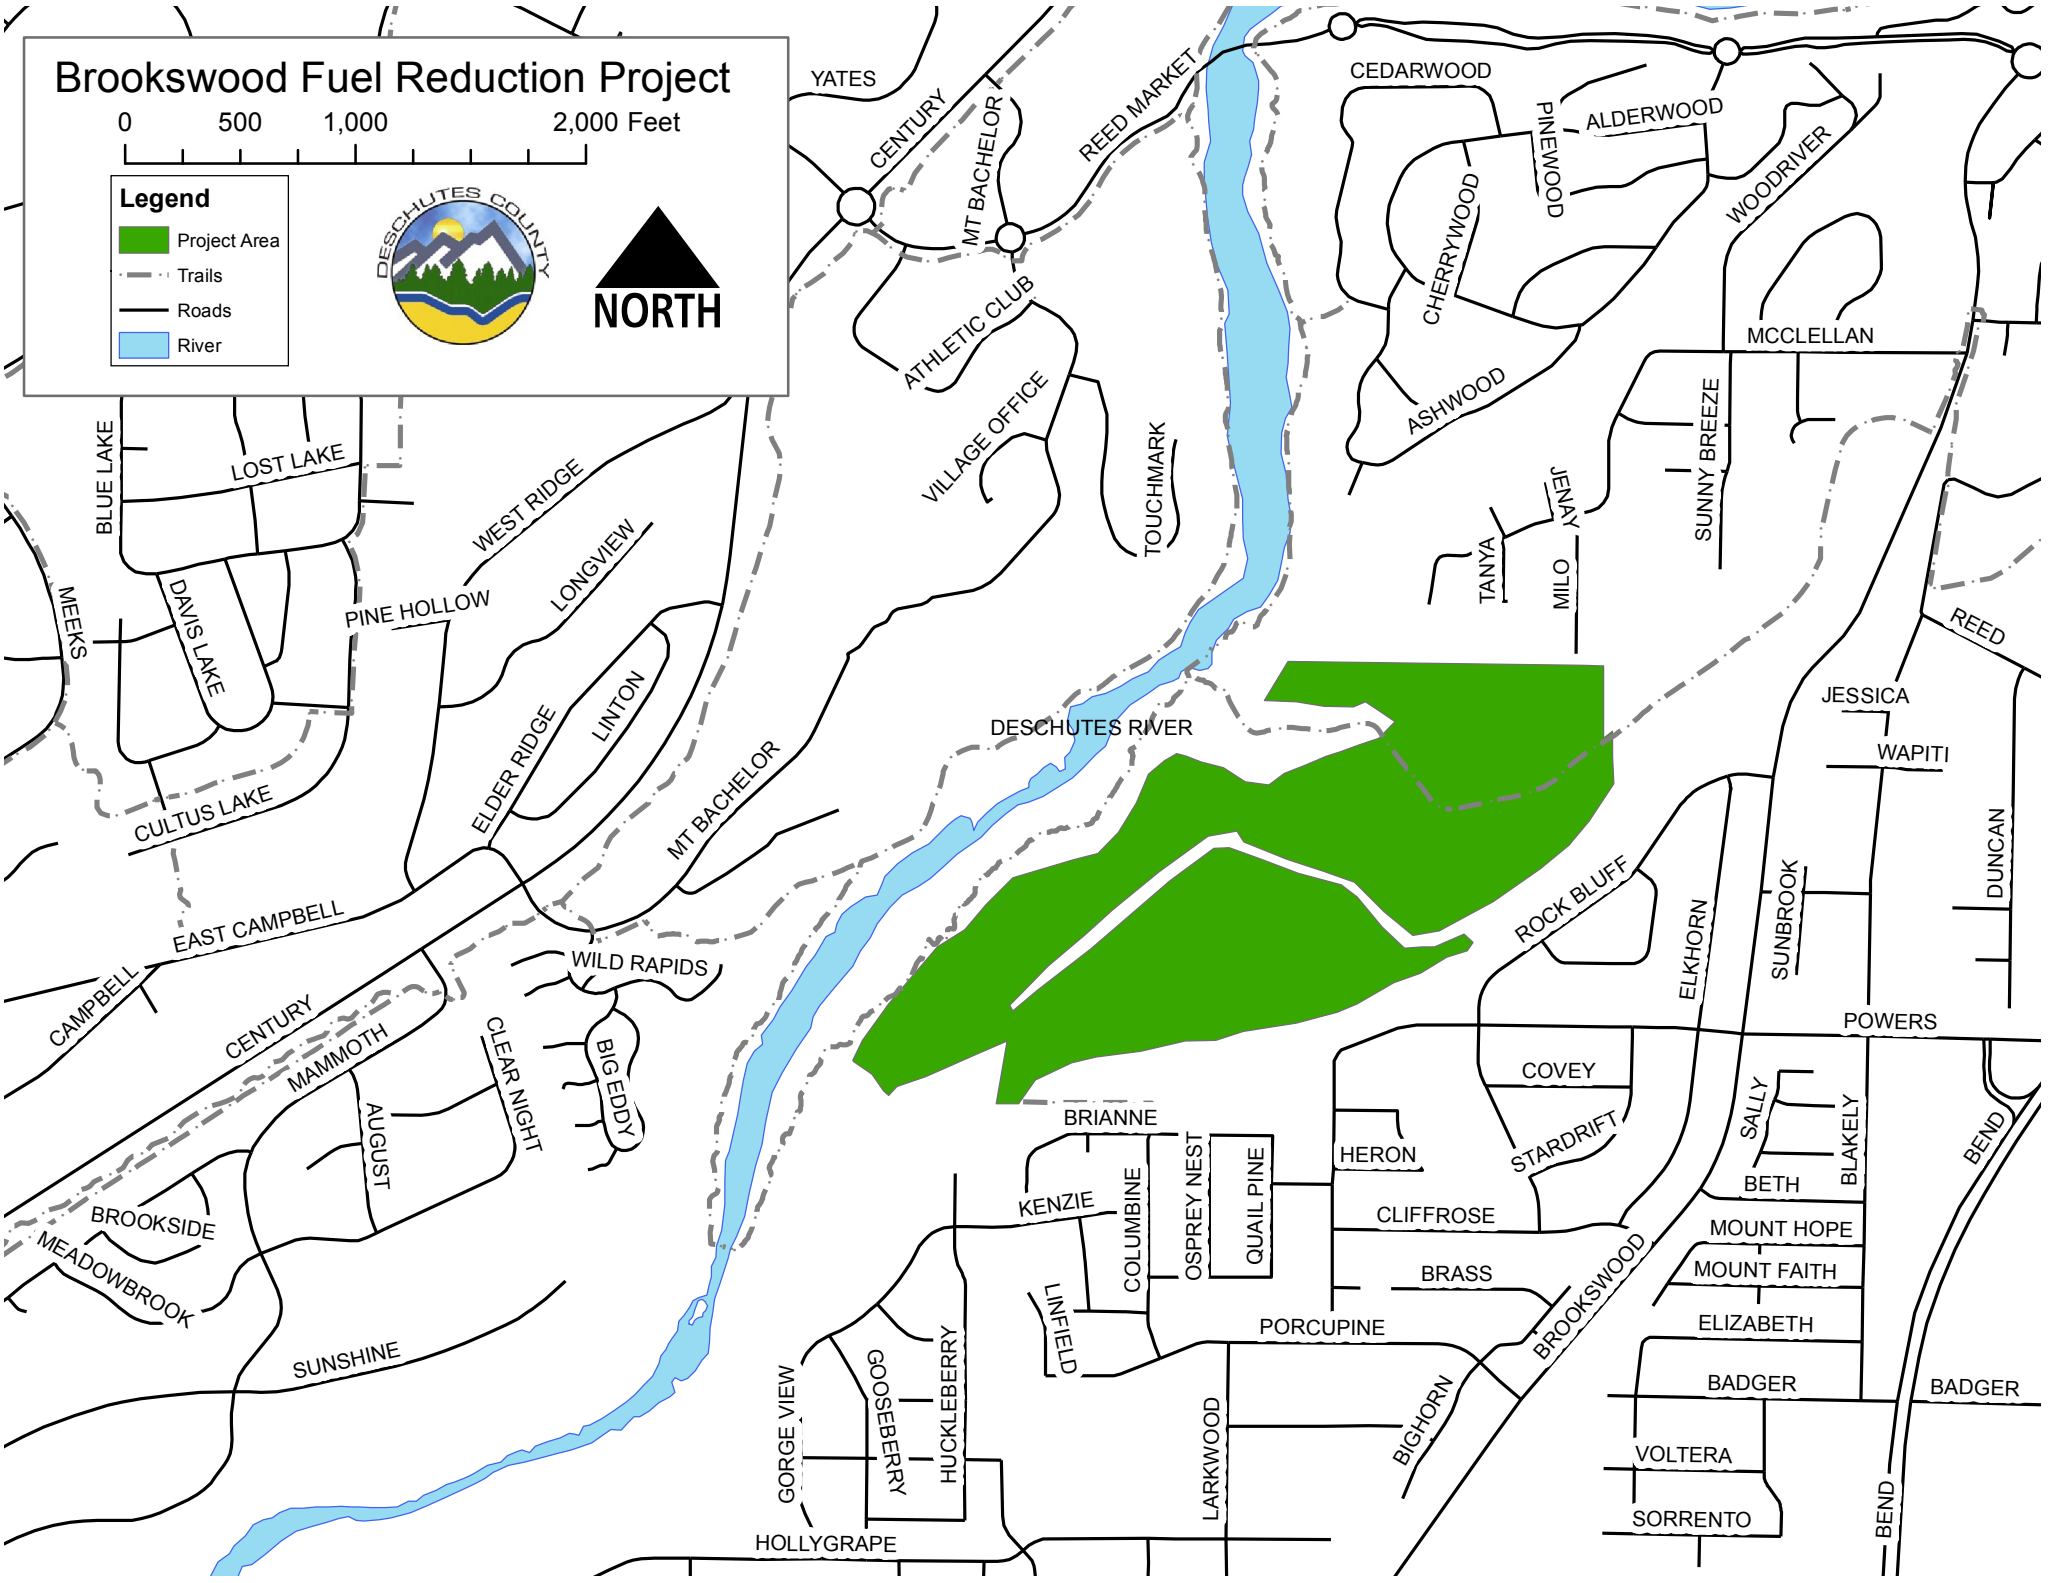 Brookswood Fuel Reduction Project
0 500 1,000 2,000 Feet
Legend
Project Area
Trails
Roads
River
DESCHUTES COUNTY
NORTH
YATES
CENTURY
MT BACHELOR
REED MARKET
CEDARWOOD
PINEWOOD
ALDERWOOD
WOODRIVER
CHERRYWOOD
ATHLETIC CLUB
MCCLELLAN
ASHWOOD
SUNNY BREEZE
VILLAGE OFFICE
TOUCHMARK
BLUE LAKE
LOST LAKE
WEST RIDGE
LONGVIEW
JENAY
TANYA
MILO
MEEKS
DAVIS LAKE
PINE HOLLOW
REED
LINTON
ELDER RIDGE
JESSICA
DESCHUTES RIVER
WAPITI
CULTUS LAKE
MT BACHELOR
DUNCAN
EAST CAMPBELL
ROCK BLUFF
ELKHORN
SUNBROOK
WILD RAPIDS
CAMPBELL
CENTURY
MAMMOTH
CLEAR NIGHT
BIG EDDY
POWERS
COVEY
AUGUST
BRIANNE
SALLY
BLAKELY
BEND
STARDRIFT
HERON
COLUMBINE
OSPREY NEST
QUAIL PINE
KENZIE
BETH
BROOKSIDE
CLIFFROSE
MOUNT HOPE
MEADOWBROOK
BRASS
MOUNT FAITH
LINFIELD
BROOKSWOOD
PORCUPINE
ELIZABETH
SUNSHINE
HUCKLEBERRY
GOOSEBERRY
GORGE VIEW
BADGER
BADGER
BIGHORN
LARKWOOD
VOLTERA
BEND
SORRENTO
HOLLYGRAPE